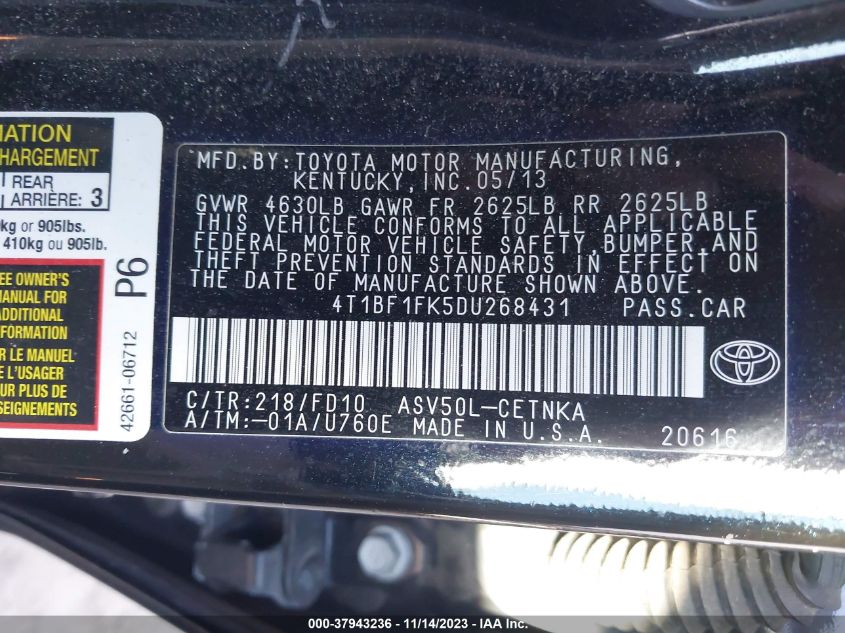 MATION
CHARGEMENT
REAR
ARRIÈRE: 3
kg or 905lbs.
410kg ou 905lb.
SEE OWNER'S
MANUAL FOR
ADDITIONAL
INFORMATION
LE MANUEL
L'USAGER
PLUS DE
P6
42661-06712
MFD.BY:TOYOTA MOTOR MANUFACTURING,
KENTUCKY,INC.05/13
GVWR 4630LB GAWR FR 2625LB RR 2625LB
THIS VEHICLE CONFORMS TO ALL APPLICABLE
FEDERAL MOTOR VEHICLE SAFETY,BUMPER,AND
THEFT PREVENTION STANDARDS IN EFFECT ON
THE DATE OF MANUFACTURE SHOWN ABOVE.
4T1BF1FK5DU268431 PASS.CAR
C/TR:218/FD10 ASV50L-CETNKA
A/TM:-01A/U760E MADE IN U.S.A.
20616
000-37943236 - 11/14/2023 - IAA Inc.